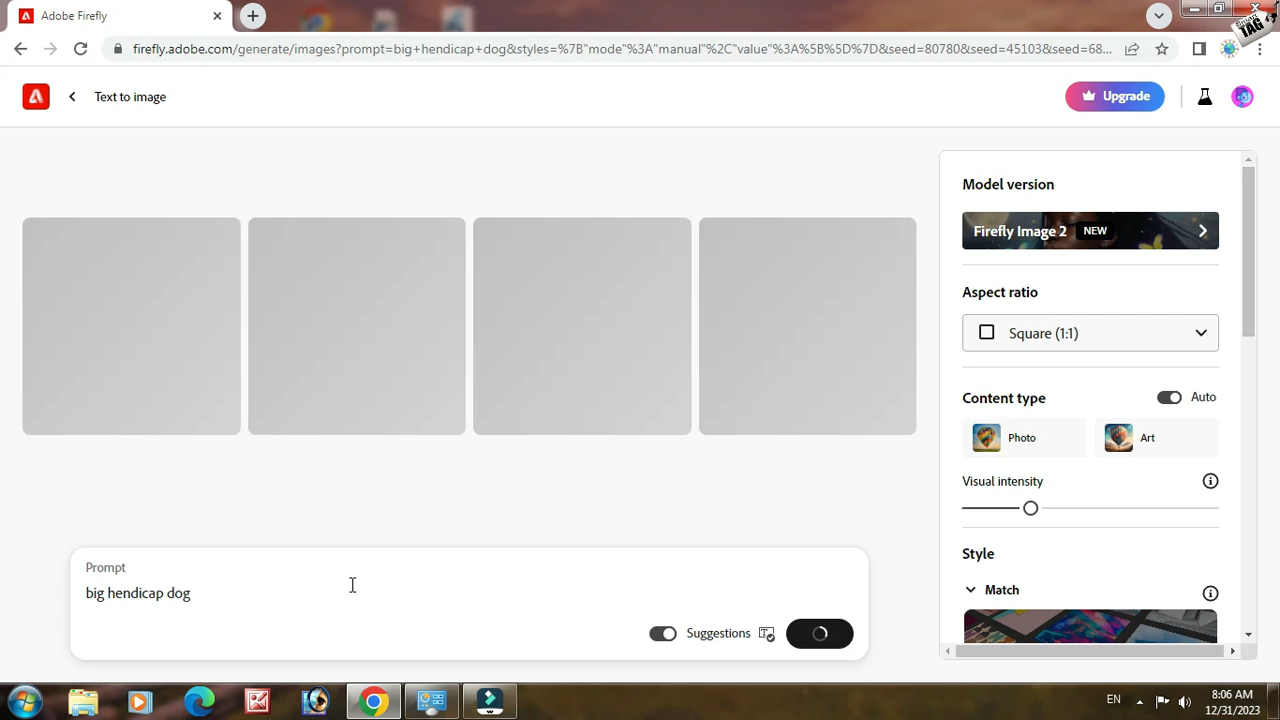 Adobe Firefly
firefly.adobe.com/generate/images?prompt=big+hendicap+dog&styles=%7B"mode"%3A"manual"%2C"value"%3A%5B%5D%7D&seed=80780&seed=45103&seed=68...
TAG
Text to image
Upgrade
Model version
Firefly Image 2 NEW
Aspect ratio
Square (1:1)
Content type
Auto
Photo
Art
Visual intensity
Style
Match
Prompt
big hendicap dog
Suggestions
EN
8:06 AM
12/31/2023